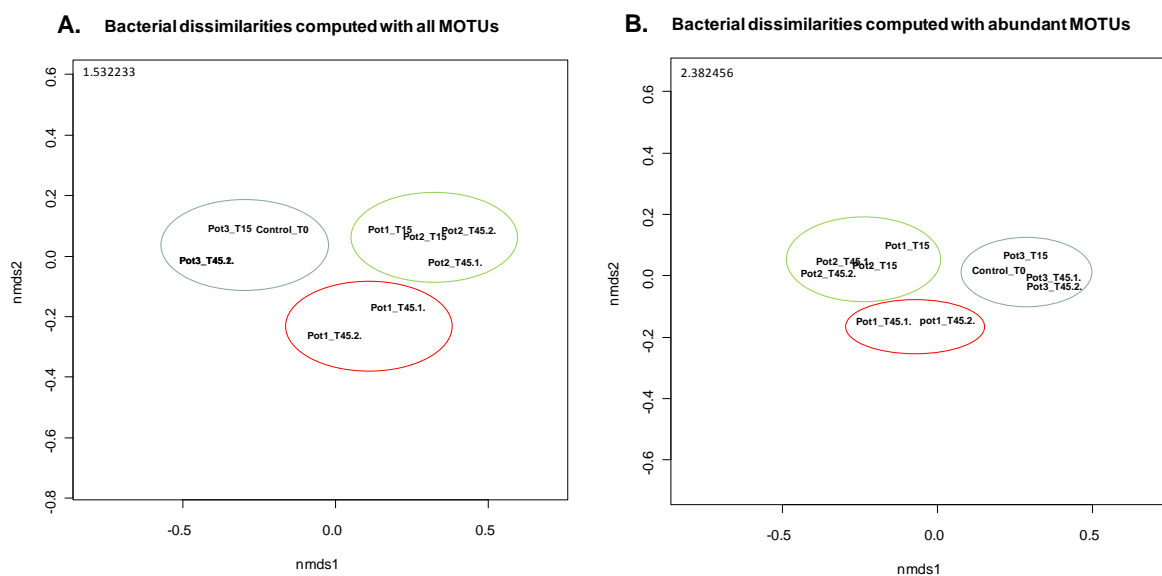 A. Bacterial dissimilarities computed with all MOTUs
1.532233
0.6
0.4
0.2
0.0
-0.2
-0.4
-0.6
-0.8
nmds2
Pot3_T15 Control_T0
Pot1_T15 Pot2_T45.2.
Pot2_T15
Pot2_T45.1.
Pot1_T45.1.
Pot1_T45.2.
-0.5 0.0 0.5
nmds1
B. Bacterial dissimilarities computed with abundant MOTUs
2.382456
0.6
0.4
0.2
0.0
-0.2
-0.4
-0.6
nmds2
Pot1_T15
Pot2_T45.1.
Pot2_T15
Pot2_T45.2.
Pot3_T15
Control_T0
Pot3_T45.1.
Pot3_T45.2.
Pot1_T45.1. pot1_T45.2.
-0.5 0.0 0.5
nmds1